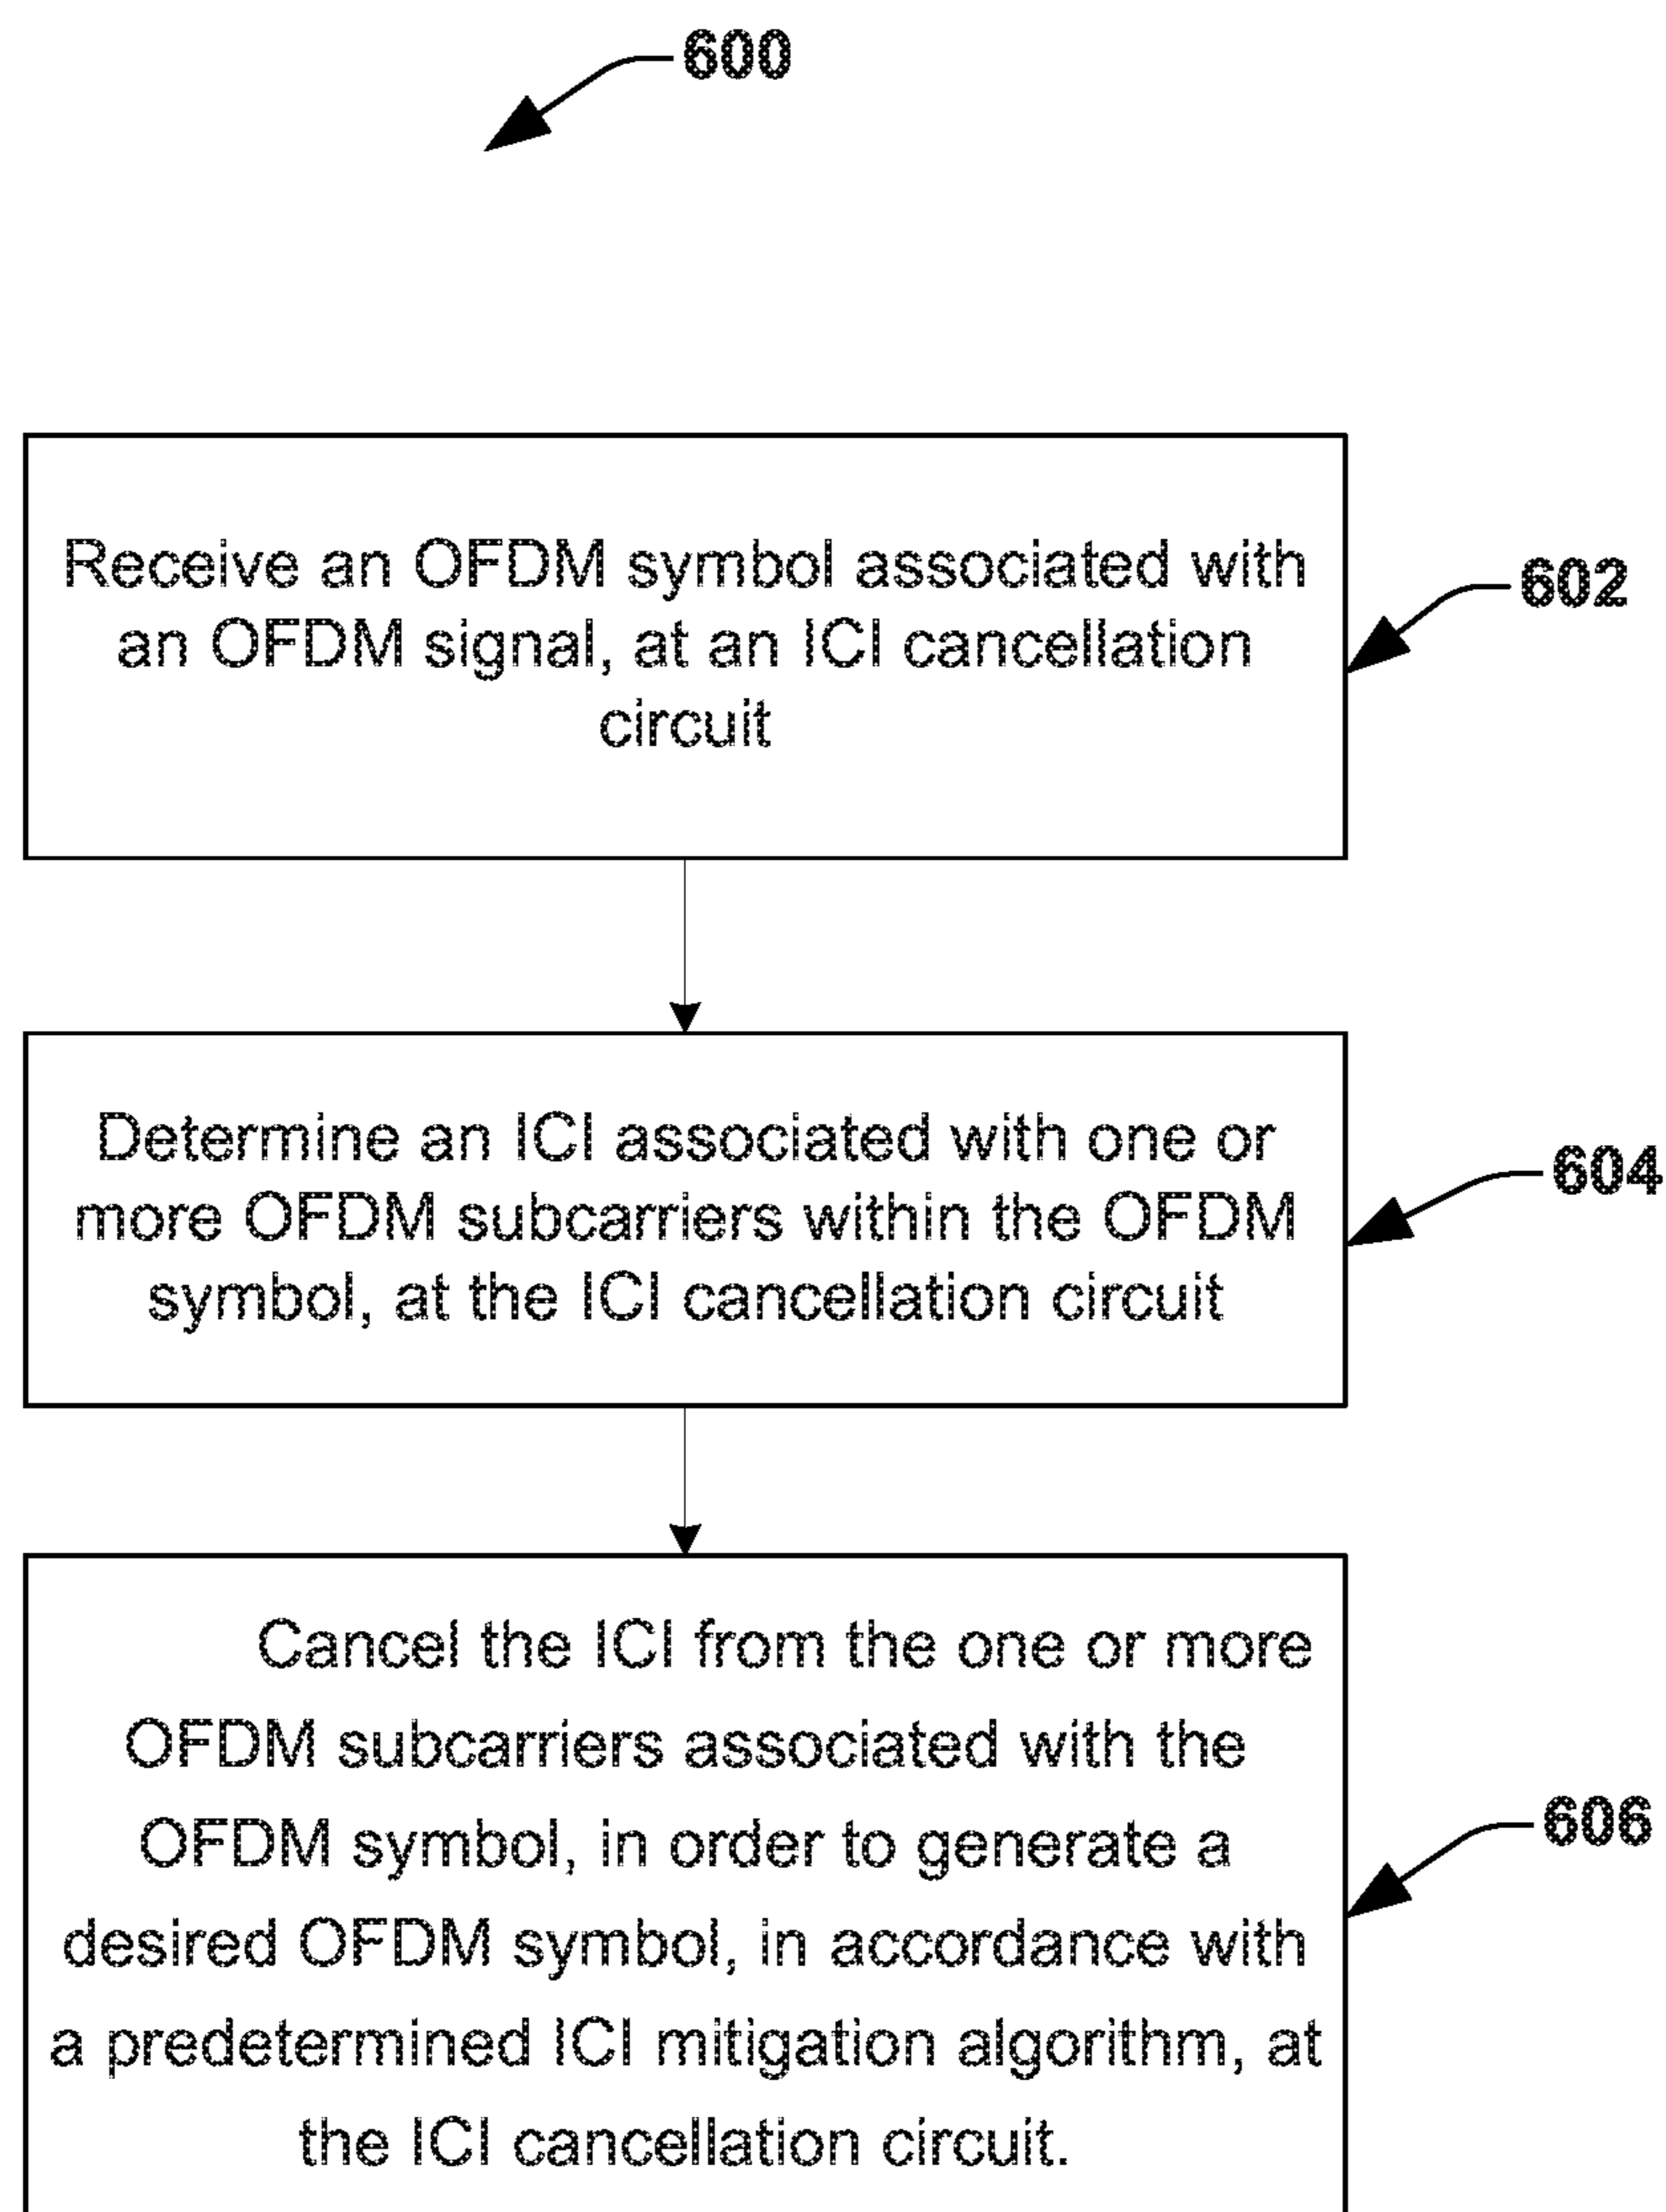 600
Receive an OFDM symbol associated with
an OFDM signal, at an ICI cancellation
circuit
602
Determine an ICI associated with one or
more OFDM subcarriers within the OFDM
symbol, at the ICI cancellation circuit
604
Cancel the ICI from the one or more
OFDM subcarriers associated with the
OFDM symbol, in order to generate a
desired OFDM symbol, in accordance with
a predetermined ICI mitigation algorithm, at
the ICI cancellation circuit.
606